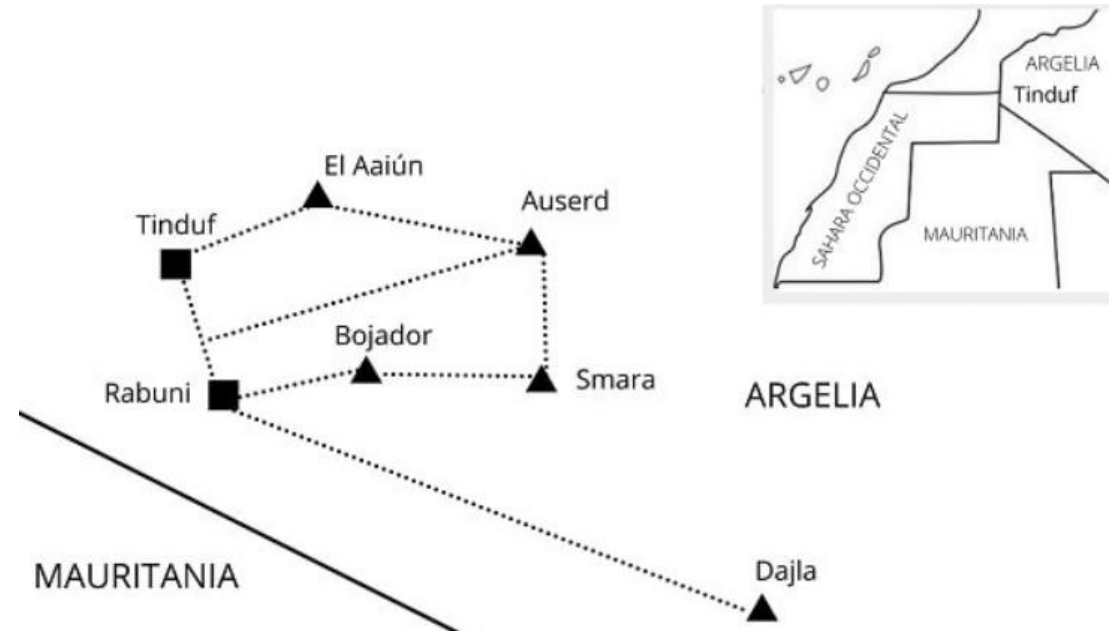 El Aaiún
Auserd
Tinduf
Bojador
Rabuni
Smara
ARGELIA
Dajla
MAURITANIA
ARGELIA
Tinduf
SAHARA OCCIDENTAL
MAURITANIA